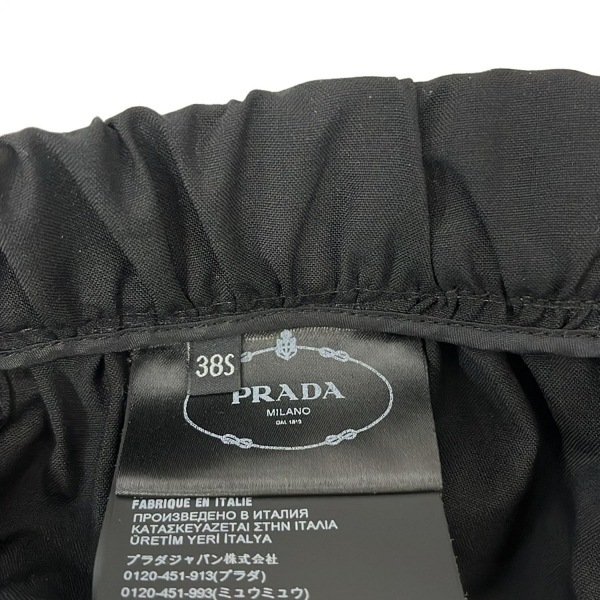 38S
PRADA
MILANO
DAL 1913
FABRIQUE EN ITALIE
ПРОИЗВЕДЕНО В ИТАЛИЯ
ΚΑΤΑΣΚΕΥΑΖΕΤΑΙ ΣΤΗΝ ΙΤΑΛΙΑ
ÜRETİM YERİ İTALYA
プラダジャパン株式会社
0120-451-913(プラダ)
0120-451-993(ミュウミュウ)